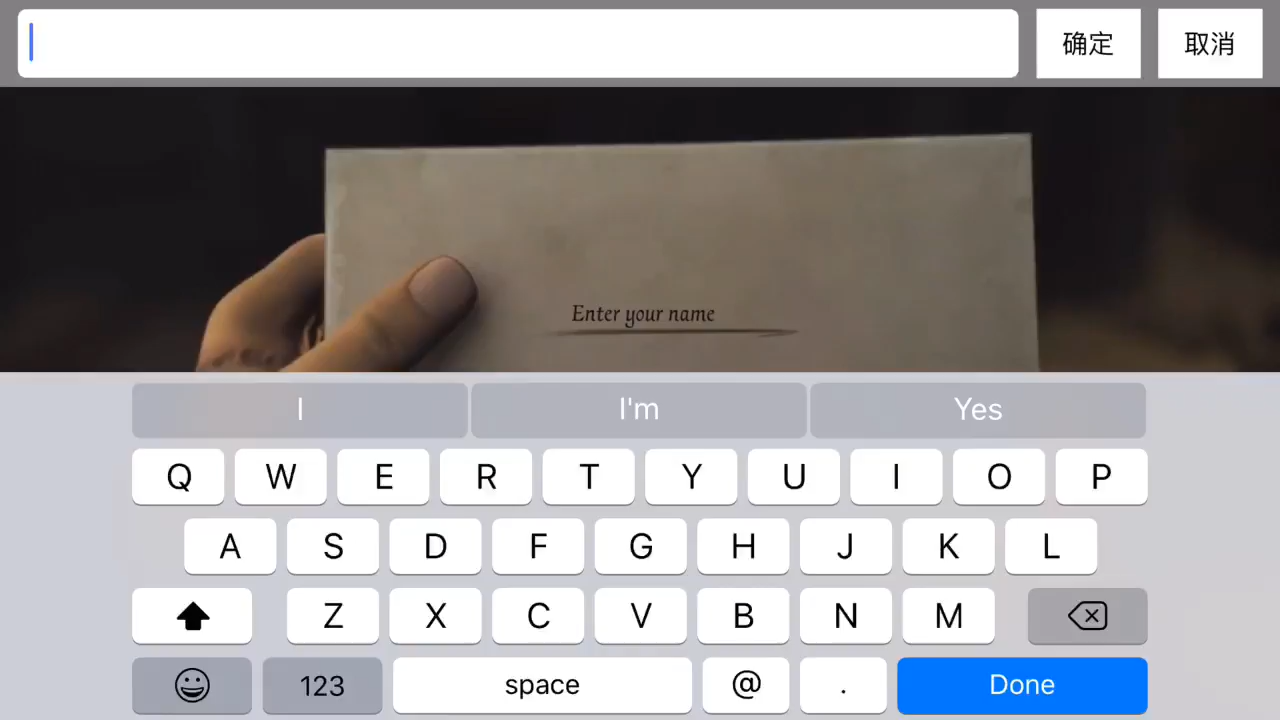 确定 取消
Enter your name
I I'm Yes
Q W E R T Y U I O P
A S D F G H J K L
Z X C V B N M
123 space @ . Done